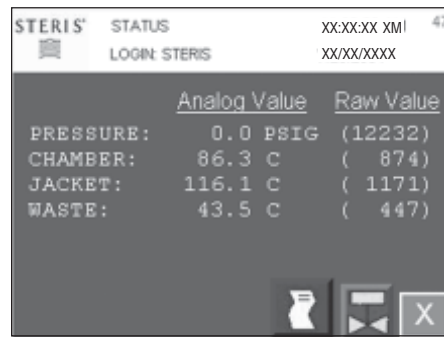 STERIS STATUS XX:XX:XX XM 42
LOGIN: STERIS XX/XX/XXXX
Analog Value Raw Value
PRESSURE: 0.0 PSIG (12232)
CHAMBER: 86.3 C ( 874)
JACKET: 116.1 C ( 1171)
WASTE: 43.5 C ( 447)
X